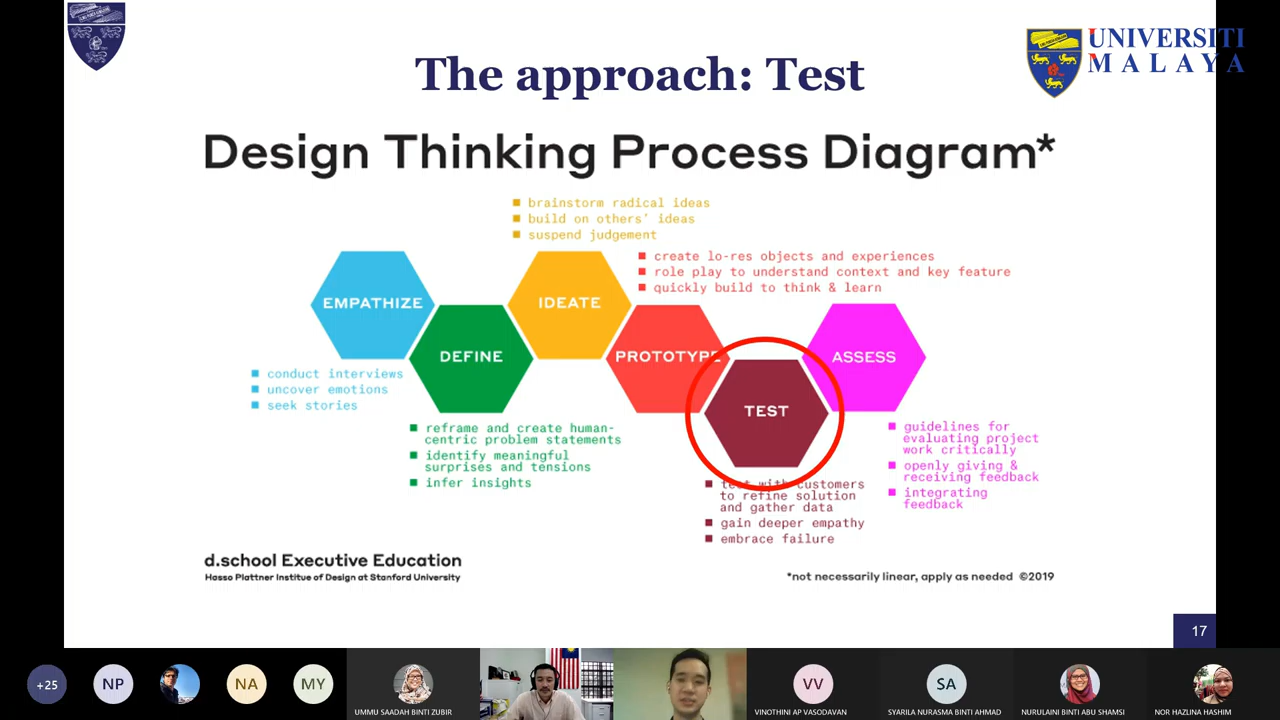 The approach: Test
UNIVERSITI
MALAYA
Design Thinking Process Diagram*
■ brainstorm radical ideas
■ build on others' ideas
■ suspend judgement
■ create lo-res objects and experiences
■ role play to understand context and key feature
■ quickly build to think & learn
EMPATHIZE
IDEATE
DEFINE
PROTOTYPE
ASSESS
TEST
■ conduct interviews
■ uncover emotions
■ seek stories
■ reframe and create human-
centric problem statements
■ identify meaningful
surprises and tensions
■ infer insights
■ test with customers
to refine solution
and gather data
■ gain deeper empathy
■ embrace failure
■ guidelines for
evaluating project
work critically
■ openly giving &
receiving feedback
■ integrating
feedback
d.school Executive Education
Hasso Plattner Institue of Design at Stanford University
*not necessarily linear, apply as needed ©2019
17
+25
NP
NA
MY
UMMU SAADAH BINTI ZUBIR
VV
VINOTHINI AP VASODAVAN
SA
SYARILA NURASMA BINTI AHMAD
NURULAINI BINTI ABU SHAMSI
NOR HAZLINA HASHIM